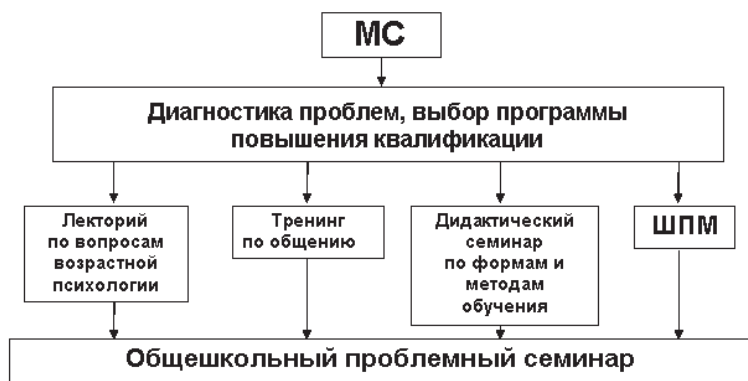 МС
Диагностика проблем, выбор программы
повышения квалификации
Лекторий
по вопросам
возрастной
психологии
Тренинг
по общению
Дидактический
семинар
по формам и
методам
обучения
ШПМ
Общешкольный проблемный семинар